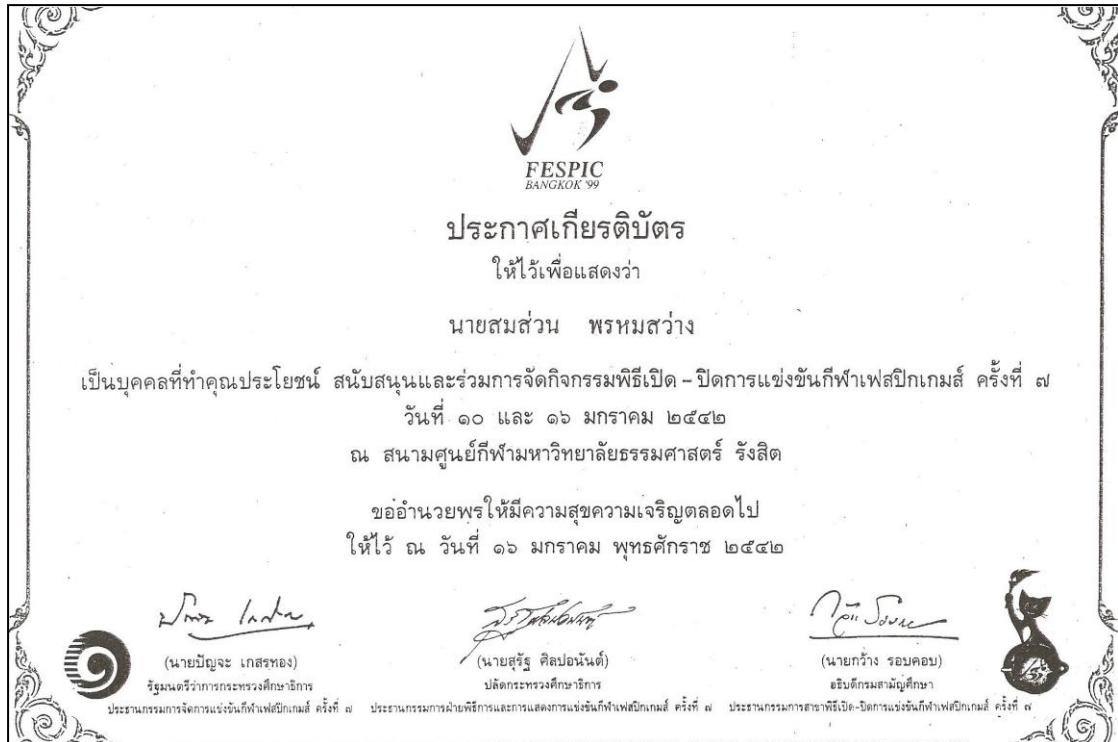 FESPIC
BANGKOK '99
ประกาศเกียรติบัตร
ให้ไว้เพื่อแสดงว่า
นายสมส่วน พรหมสว่าง
เป็นบุคคลที่ทำคุณประโยชน์ สนับสนุนและร่วมการจัดกิจกรรมพิธีเปิด – ปิดการแข่งขันกีฬาเฟสปิกเกมส์ ครั้งที่ ๗
วันที่ ๑๐ และ ๑๖ มกราคม ๒๕๔๒
ณ สนามศูนย์กีฬามหาวิทยาลัยธรรมศาสตร์ รังสิต
ขออำนวยพรให้มีความสุขความเจริญตลอดไป
ให้ไว้ ณ วันที่ ๑๖ มกราคม พุทธศักราช ๒๕๔๒
(นายปัญจะ เกสรทอง) (นายสุรัฐ ศิลปอนันต์) (นายกว้าง รอบคอบ)
รัฐมนตรีว่าการกระทรวงศึกษาธิการ ปลัดกระทรวงศึกษาธิการ อธิบดีกรมสามัญศึกษา
ประธานกรรมการจัดการแข่งขันกีฬาเฟสปิกเกมส์ ครั้งที่ ๗ ประธานกรรมการฝ่ายพิธีการและการแสดงการแข่งขันกีฬาเฟสปิกเกมส์ ครั้งที่ ๗ ประธานกรรมการสาขาพิธีเปิด-ปิดการแข่งขันกีฬาเฟสปิกเกมส์ ครั้งที่ ๗